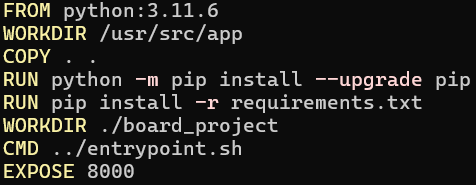 FROM python:3.11.6
WORKDIR /usr/src/app
COPY . .
RUN python -m pip install --upgrade pip
RUN pip install -r requirements.txt
WORKDIR ./board_project
CMD ../entrypoint.sh
EXPOSE 8000